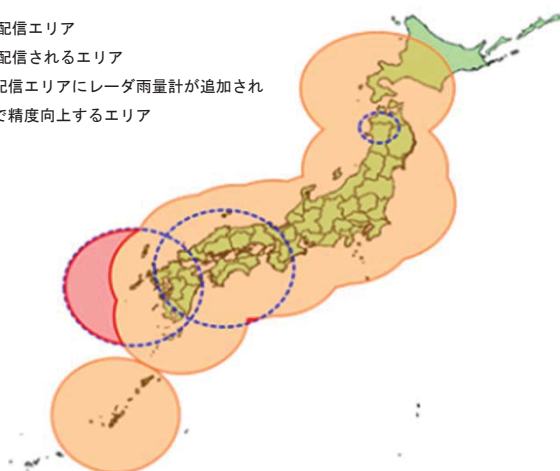 配信エリア
配信されるエリア
配信エリアにレーダ雨量計が追加され
で精度向上するエリア